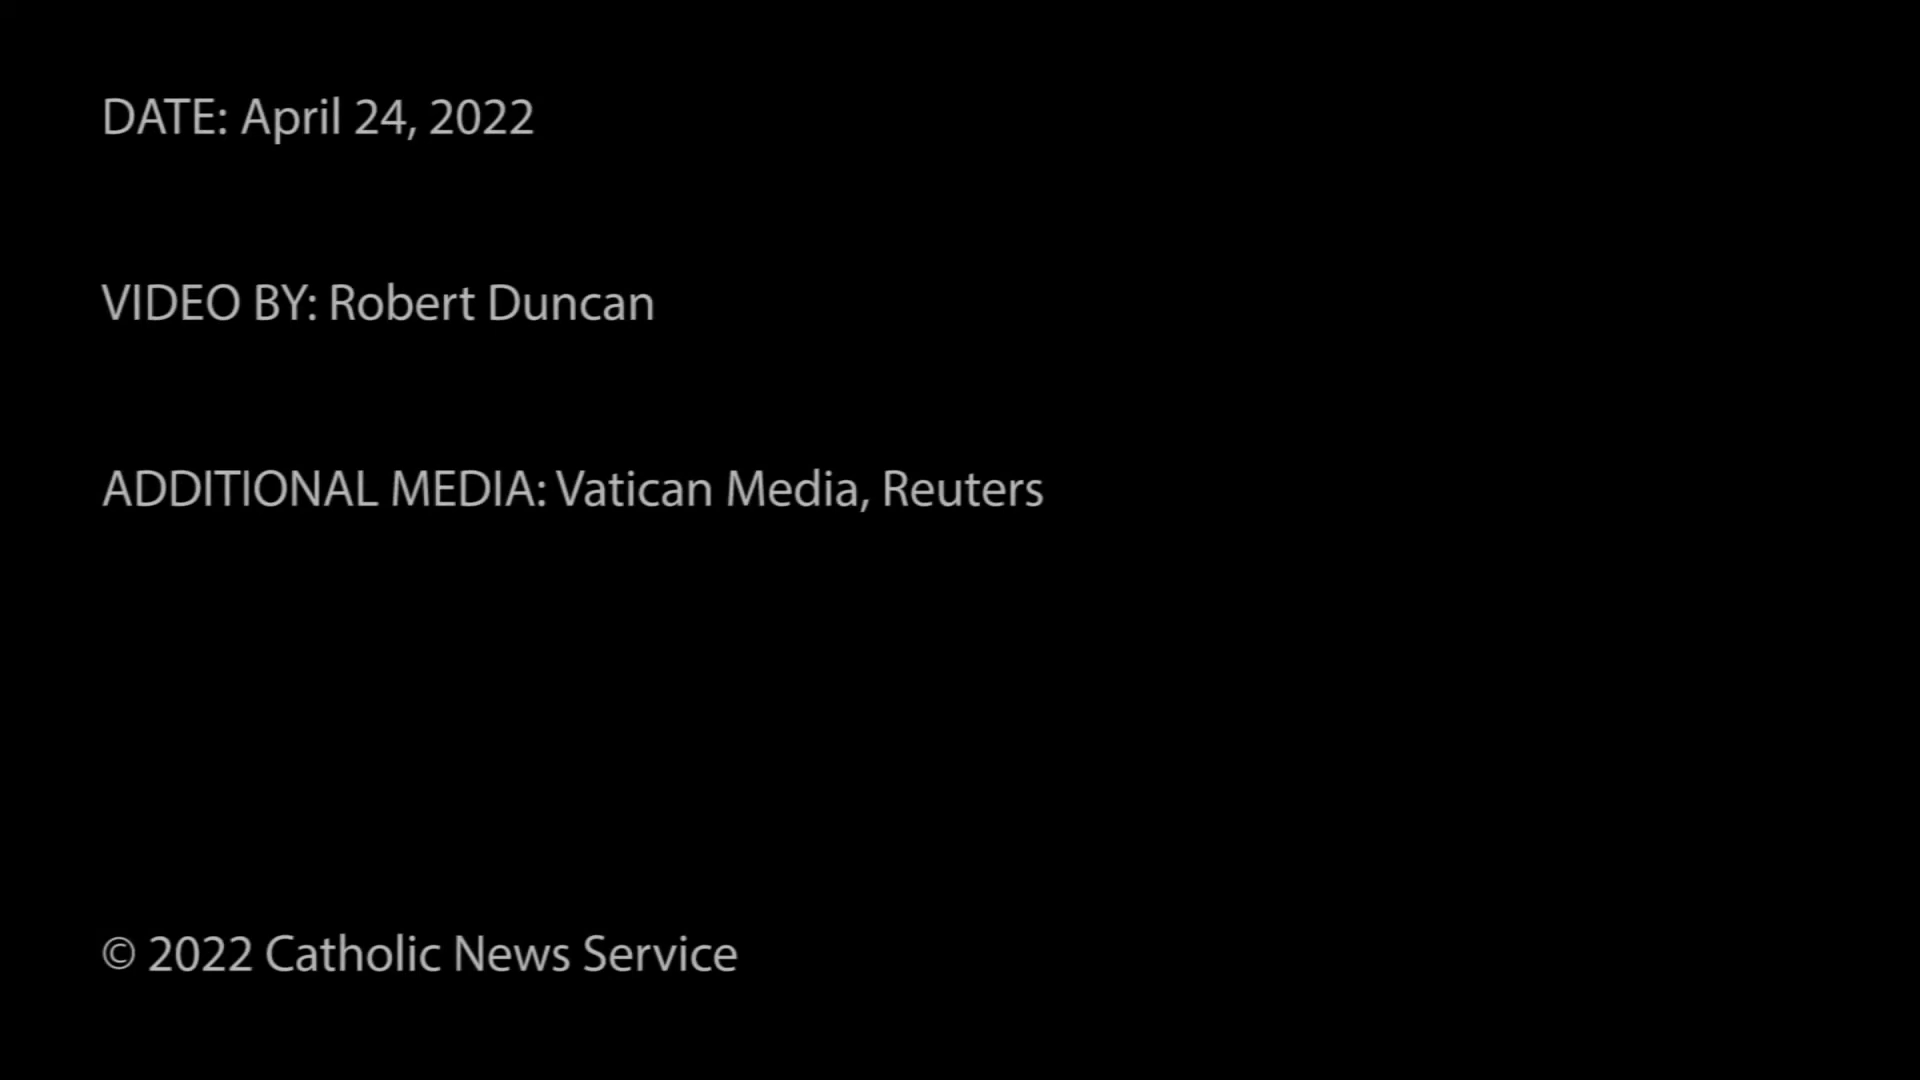 DATE: April 24, 2022
VIDEO BY: Robert Duncan
ADDITIONAL MEDIA: Vatican Media, Reuters
© 2022 Catholic News Service